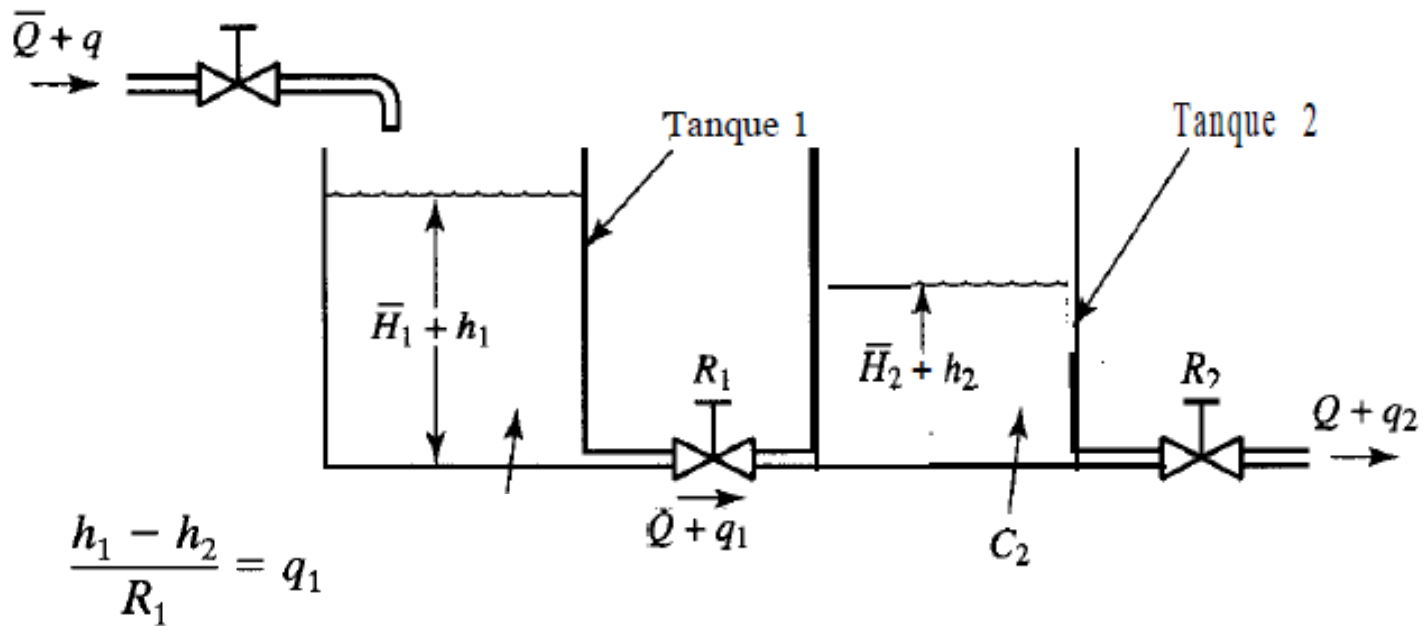 Q̅ + q
Tanque 1
Tanque 2
H̅₁ + h₁
R₁
H̅₂ + h₂
R₂
Q + q₂
Q̇ + q₁
C₂
(h₁ − h₂)/R₁ = q₁